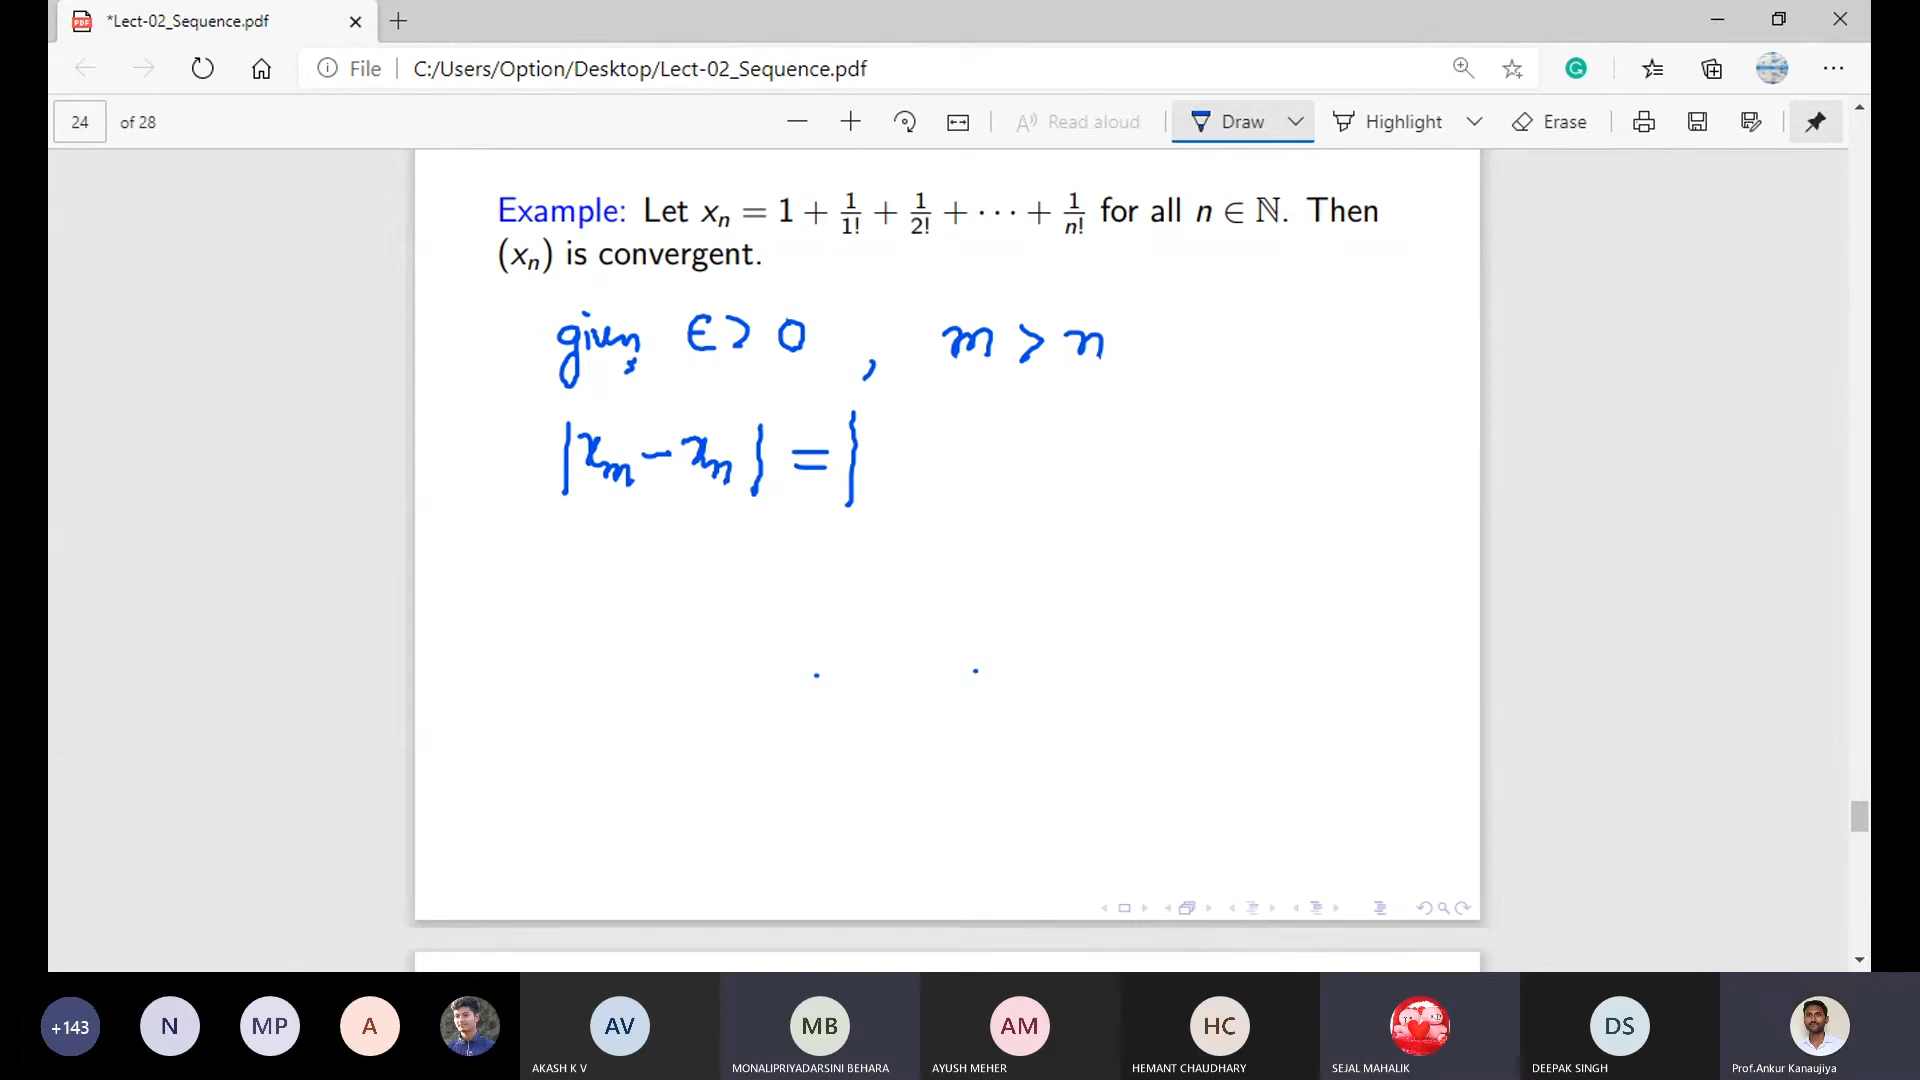 *Lect-02_Sequence.pdf
File | C:/Users/Option/Desktop/Lect-02_Sequence.pdf
24 of 28 Read aloud Draw Highlight Erase
Example: Let xₙ = 1 + 1/1! + 1/2! + ⋯ + 1/n! for all n ∈ ℕ. Then
(xₙ) is convergent.
given, ϵ > 0, m > n
|xₘ - xₙ| = |
+143 N MP A AV MB AM HC DS
AKASH K V MONALIPRIYADARSINI BEHARA AYUSH MEHER HEMANT CHAUDHARY SEJAL MAHALIK DEEPAK SINGH Prof.Ankur Kanaujiya